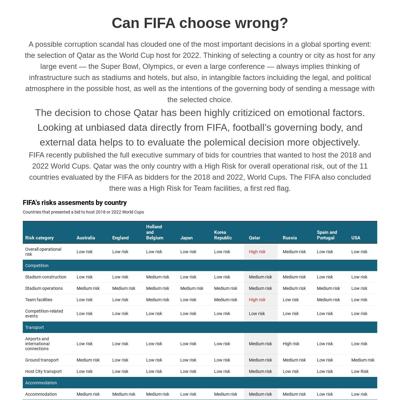 Can FIFA choose wrong?
A possible corruption scandal has clouded one of the most important decisions in a global sporting event:
the selection of Qatar as the World Cup host for 2022. Thinking of selecting a country or city as host for any
large event — the Super Bowl, Olympics, or even a large conference — always implies thinking of
infrastructure such as stadiums and hotels, but also, in intangible factors including the legal, and political
atmosphere in the possible host, as well as the intentions of the governing body of sending a message with
the selected choice.
The decision to chose Qatar has been highly criticized on emotional factors.
Looking at unbiased data directly from FIFA, football's governing body, and
external data helps to to evaluate the polemical decision more objectively.
FIFA recently published the full executive summary of bids for countries that wanted to host the 2018 and
2022 World Cups. Qatar was the only country with a High Risk for overall operational risk, out of the 11
countries evaluated by the FIFA as bidders for the 2018 and 2022, World Cups. The FIFA also concluded
there was a High Risk for Team facilities, a first red flag.
FIFA's risks assesments by country
Countries that presented a bid to host 2018 or 2022 World Cups
Risk category Australia England Holland and Belgium Japan Korea Republic Qatar Russia Spain and Portugal USA
Overall operational risk Low risk Low risk Low risk Low risk Low risk High risk Medium risk Low risk Low risk
Competition
Stadium construction Medium risk Low risk Medium risk Medium risk Low risk Medium risk Medium risk Medium risk Low risk
Stadium operations Medium risk Medium risk Medium risk Low risk Low risk Medium risk Medium risk Medium risk Low risk
Team facilities Low risk Medium risk Medium risk Low risk Low risk High risk Low risk Medium risk Low risk
Competition-related events Low risk Low risk Low risk Low risk Low risk Low risk Low risk Low risk Low risk
Transport
Airports and international connections Medium risk Low risk Low risk Low risk Low risk Medium risk High risk Low risk Low risk
Ground transport Medium risk Low risk Low risk Low risk Low risk Medium risk Medium risk Low risk Medium risk
Host City transport Low risk Low risk Low risk Low risk Low risk Medium risk Medium risk Low risk Low Risk
Accommodation
Accommodation Medium risk Medium risk Medium risk Medium risk Medium risk Medium risk Medium risk Low risk Low risk